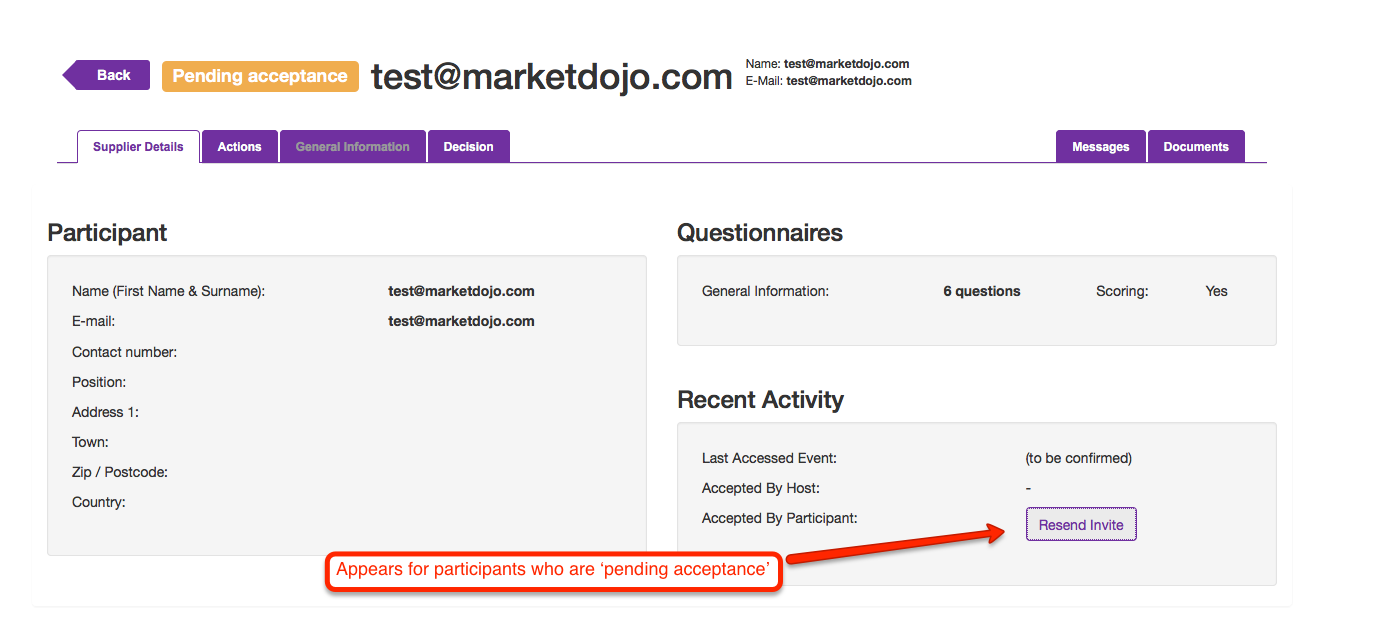 Back
Pending acceptance
test@marketdojo.com
Name: test@marketdojo.com
E-Mail: test@marketdojo.com
Supplier Details
Actions
General Information
Decision
Messages
Documents
Participant
Name (First Name & Surname): test@marketdojo.com
E-mail: test@marketdojo.com
Contact number:
Position:
Address 1:
Town:
Zip / Postcode:
Country:
Questionnaires
General Information: 6 questions Scoring: Yes
Recent Activity
Last Accessed Event: (to be confirmed)
Accepted By Host: -
Accepted By Participant: Resend Invite
Appears for participants who are ‘pending acceptance’